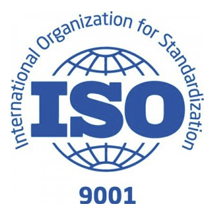 International Organization for Standardization
ISO
9001